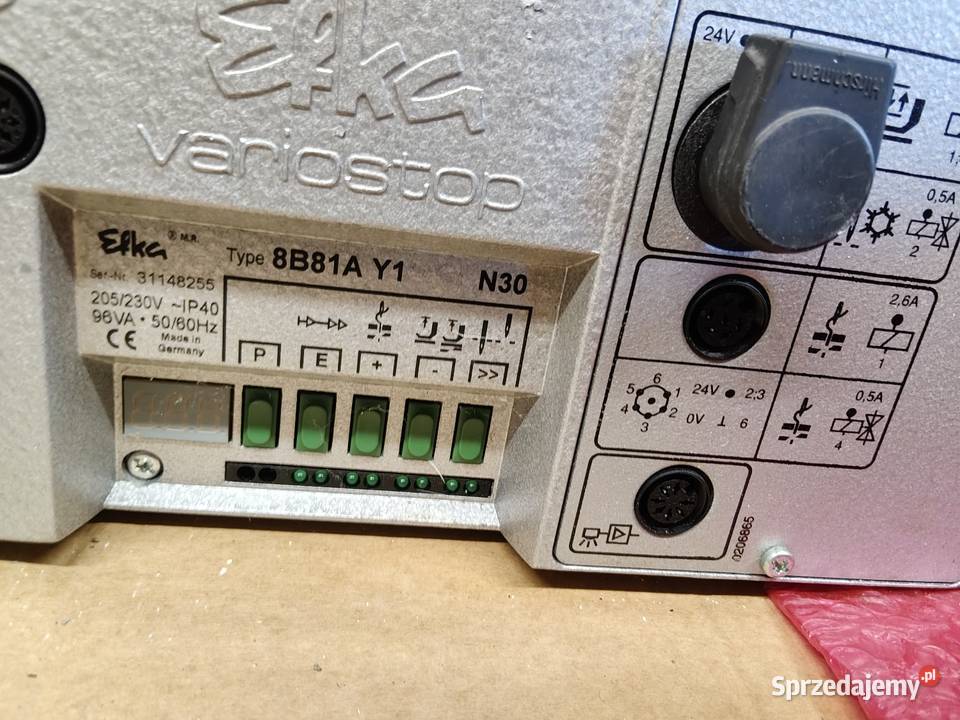 Efka
variostop
Efka ® M.R.
Type 8B81A Y1 N30
Ser.-Nr. 31148255
205/230V ~IP40
96VA • 50/60Hz
CE Made in
Germany
P E + - >>
24V
Hirschmann
0,5A
2
2,6A
1
5 6 1
4 2
3
24V ● 2;3
0V ⊥ 6
0,5A
4
0206865
Sprzedajemy.pl